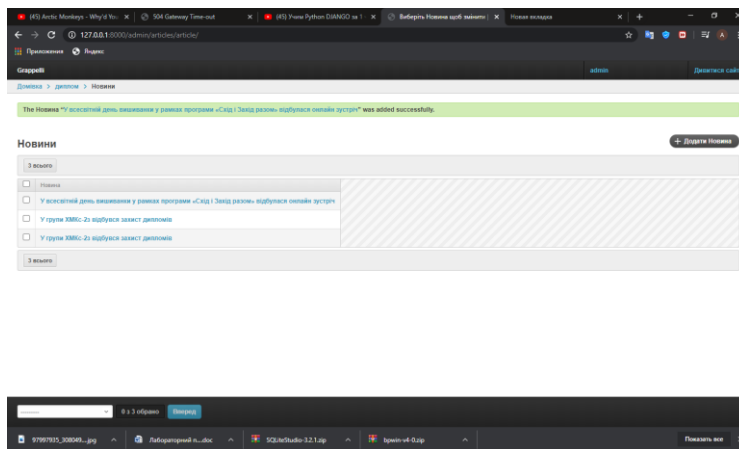 (45) Arctic Monkeys - Why'd You
504 Gateway Time-out
(45) Учим Python DJANGO за 1
Виберіть Новина щоб змінити |
Новая вкладка
127.0.0.1:8000/admin/articles/article/
Приложения
Яндекс
Grappelli
admin
Дивитися сайт
Домівка > диплом > Новини
The Новина "У всесвітній день вишиванки у рамках програми «Схід і Захід разом» відбулася онлайн зустріч" was added successfully.
Новини
+ Додати Новина
3 всього
Новина
У всесвітній день вишиванки у рамках програми «Схід і Захід разом» відбулася онлайн зустріч
У групи ХМКс-2з відбувся захист дипломів
У групи ХМКс-2з відбувся захист дипломів
3 всього
---------
0 з 3 обрано
Вперед
97997935_308049...jpg
Лабораторний п...doc
SQLiteStudio-3.2.1.zip
bpwin-v4-0.zip
Показать все